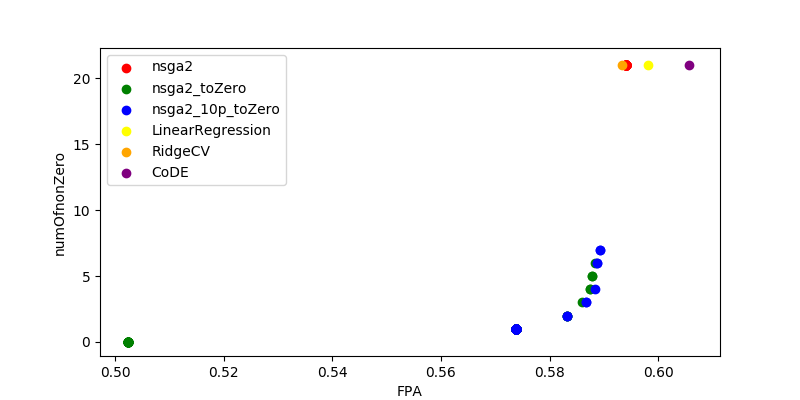 nsga2
nsga2_toZero
nsga2_10p_toZero
LinearRegression
RidgeCV
CoDE
numOfnonZero
20
15
10
5
0
0.50 0.52 0.54 0.56 0.58 0.60
FPA